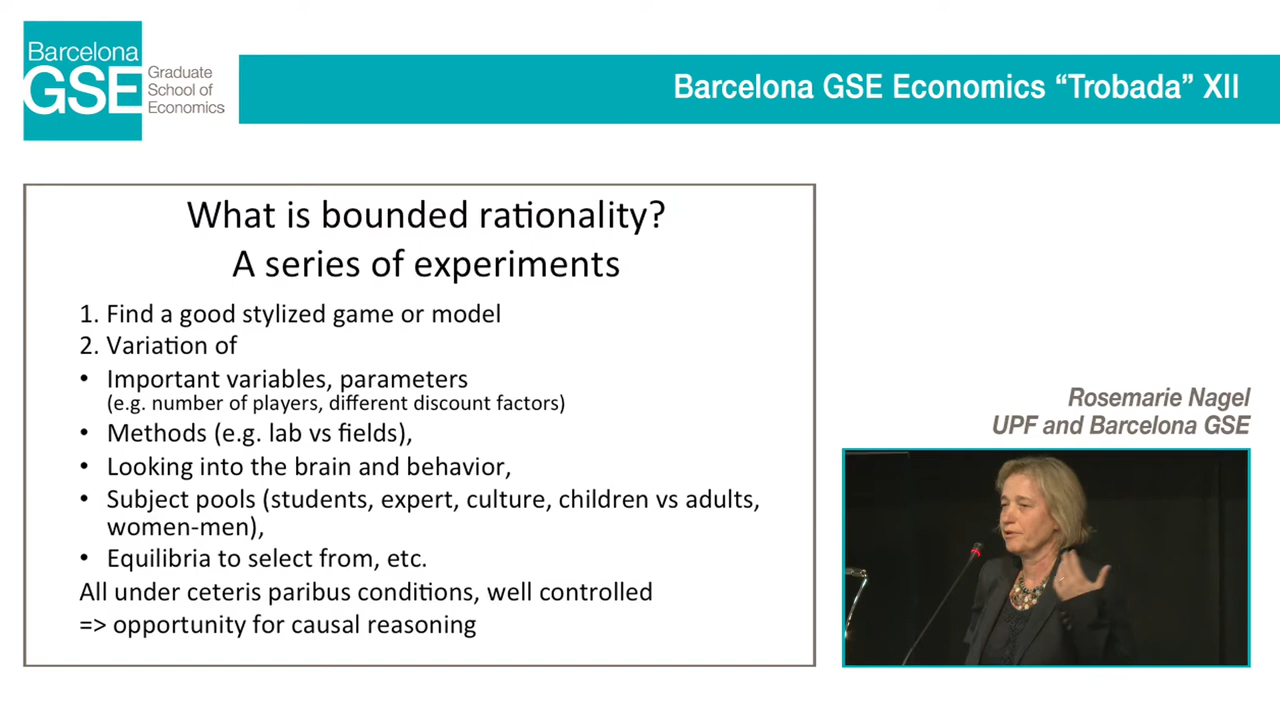 Barcelona
GSE
Graduate
School of
Economics
Barcelona GSE Economics “Trobada” XII
What is bounded rationality?
A series of experiments
1. Find a good stylized game or model
2. Variation of
• Important variables, parameters
(e.g. number of players, different discount factors)
• Methods (e.g. lab vs fields),
• Looking into the brain and behavior,
• Subject pools (students, expert, culture, children vs adults,
women-men),
• Equilibria to select from, etc.
All under ceteris paribus conditions, well controlled
=> opportunity for causal reasoning
Rosemarie Nagel
UPF and Barcelona GSE